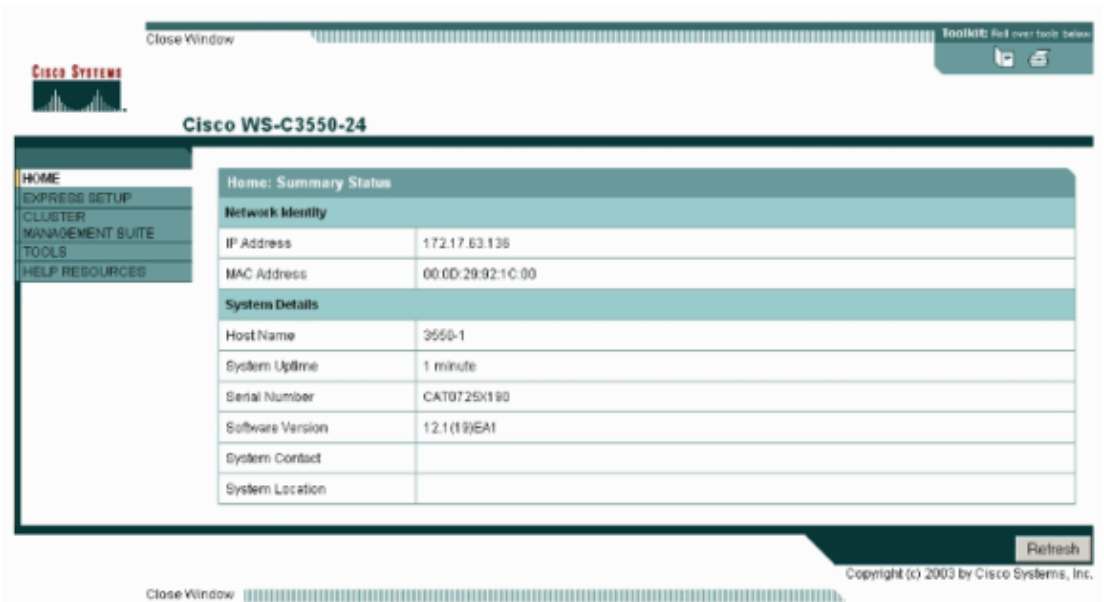 Close Window
Toolkit: Roll over tools below
CISCO SYSTEMS
Cisco WS-C3550-24
HOME
EXPRESS SETUP
CLUSTER
MANAGEMENT SUITE
TOOLS
HELP RESOURCES
Home: Summary Status
Network Identity
IP Address 172.17.63.136
MAC Address 00:0D:29:92:1C:00
System Details
Host Name 3550-1
System Uptime 1 minute
Serial Number CAT0725X190
Software Version 12.1(19)EA1
System Contact
System Location
Refresh
Copyright (c) 2003 by Cisco Systems, Inc.
Close Window